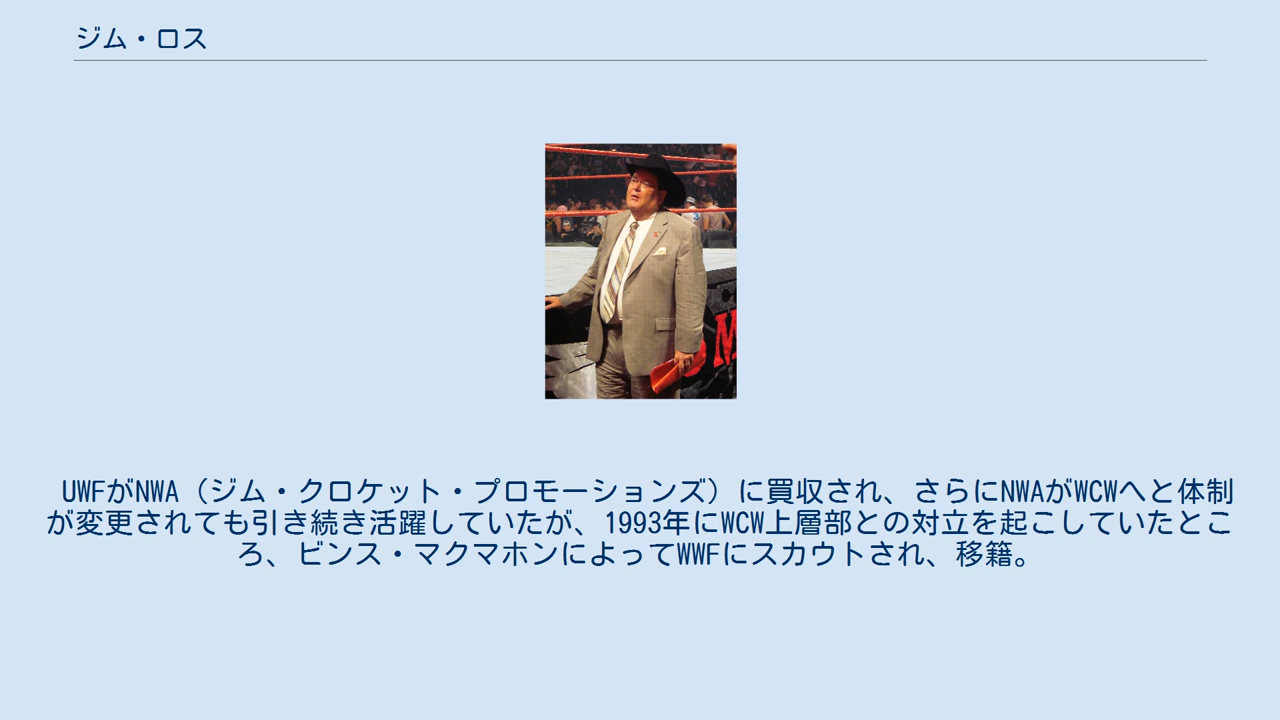 ジム・ロス
UWFがNWA（ジム・クロケット・プロモーションズ）に買収され、さらにNWAがWCWへと体制
が変更されても引き続き活躍していたが、1993年にWCW上層部との対立を起こしていたとこ
ろ、ビンス・マクマホンによってWWFにスカウトされ、移籍。